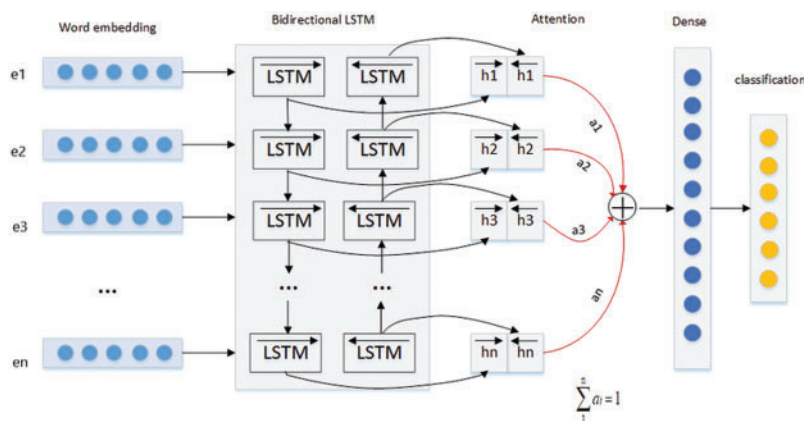 Word embedding
Bidirectional LSTM
Attention
Dense
classification
e1
LSTM
LSTM
h1
h1
a1
e2
LSTM
LSTM
h2
h2
a2
e3
LSTM
LSTM
h3
h3
a3
...
...
...
an
en
LSTM
LSTM
hn
hn
n
∑ai=1
1